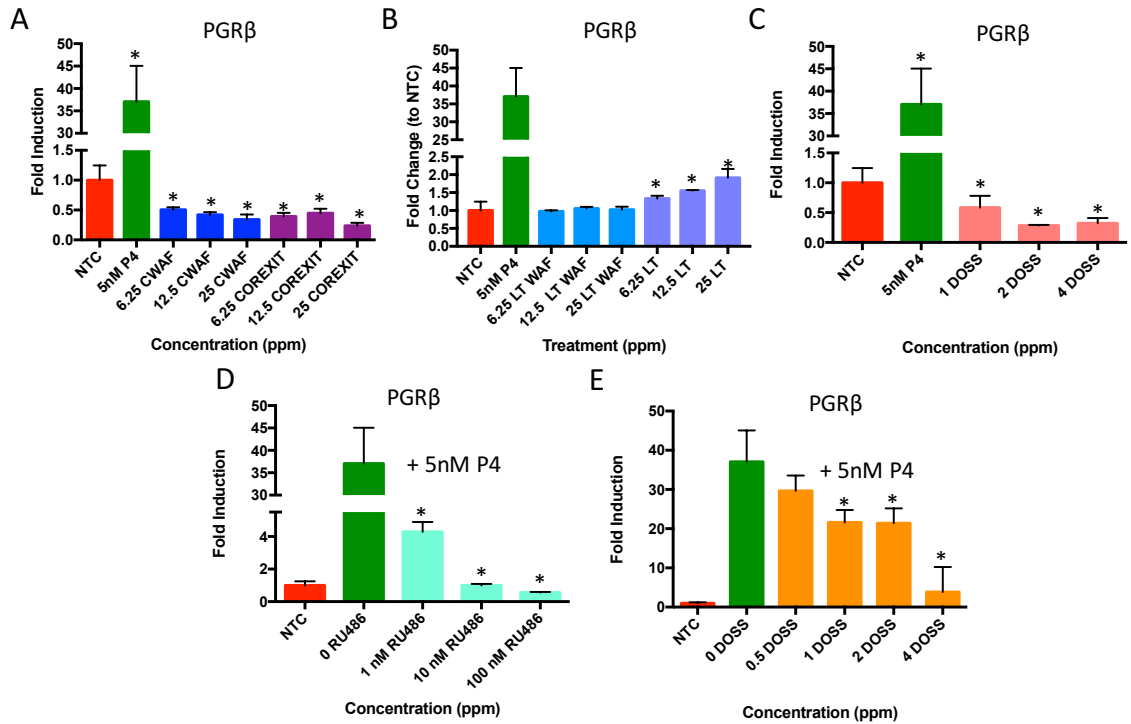 A
PGRβ
Fold Induction
50
45
40
35
30
1.5
1.0
0.5
0.0
*
*
*
*
*
*
*
NTC
5nM P4
6.25 CWAF
12.5 CWAF
25 CWAF
6.25 COREXIT
12.5 COREXIT
25 COREXIT
Concentration (ppm)
B
PGRβ
Fold Change (to NTC)
50
45
40
35
30
25
2.5
2.0
1.5
1.0
0.5
0.0
*
*
*
NTC
5nM P4
6.25 LT WAF
12.5 LT WAF
25 LT WAF
6.25 LT
12.5 LT
25 LT
Treatment (ppm)
C
PGRβ
Fold Induction
50
45
40
35
30
1.5
1.0
0.5
0.0
*
*
*
*
NTC
5nM P4
1 DOSS
2 DOSS
4 DOSS
Concentration (ppm)
D
PGRβ
+ 5nM P4
Fold Induction
50
45
40
35
30
4
2
0
*
*
*
NTC
0 RU486
1 nM RU486
10 nM RU486
100 nM RU486
Concentration (ppm)
E
PGRβ
+ 5nM P4
Fold Induction
50
40
30
20
10
0
*
*
*
NTC
0 DOSS
0.5 DOSS
1 DOSS
2 DOSS
4 DOSS
Concentration (ppm)